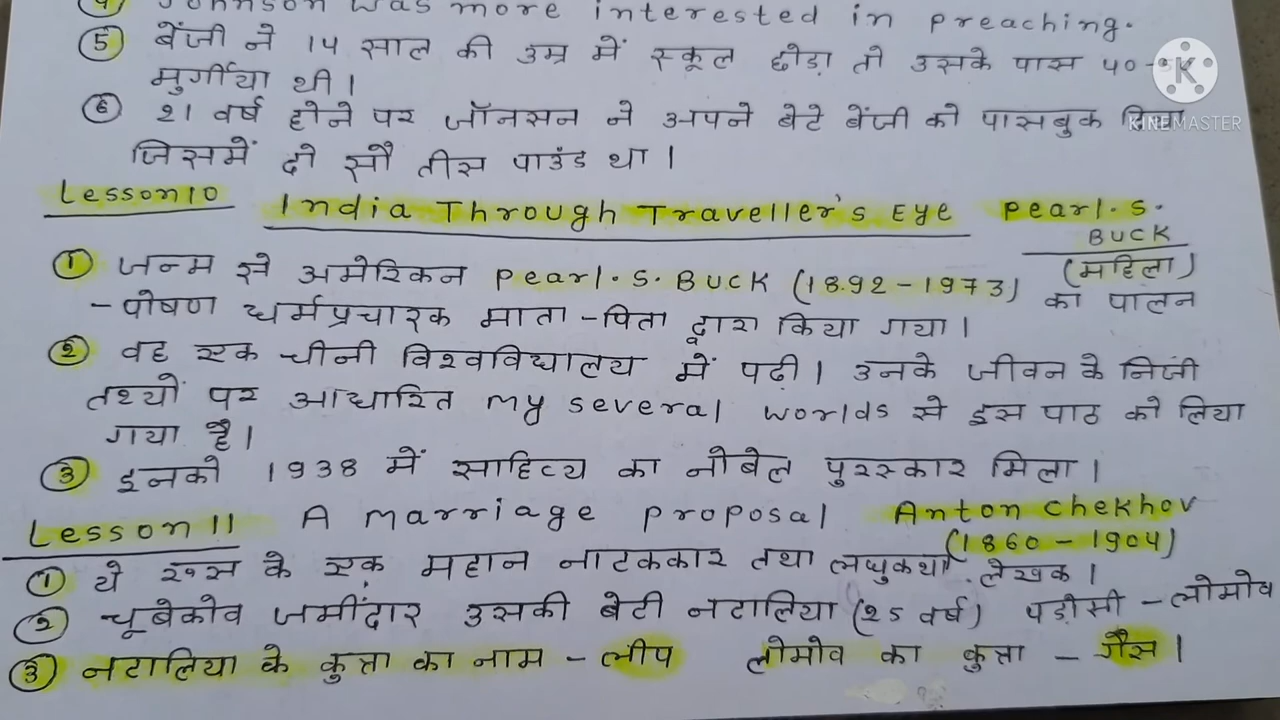 ④ Johnson was more interested in preaching.
⑤ बेंजी ने 14 साल की उम्र में स्कूल छोड़ा तो उसके पास 40-50
मुर्गीया थी।
⑥ 21 वर्ष होने पर जॉनसन ने अपने बेटे बेंजी को पासबुक
जिसमें दो सौ तीस पाउंड था।
Lesson 10 India Through Traveller's Eye Pearl. S.
BUCK
(महिला)
① जन्म से अमेरिकन Pearl. S. BUCK (1892-1973) का पालन
- पोषण धर्मप्रचारक माता-पिता द्वारा किया गया।
② वह एक चीनी विश्वविद्यालय में पढ़ी। उनके जीवन के निजी
तथ्यों पर आधारित my several worlds से इस पाठ को लिया
गया है।
③ इनको 1938 में साहित्य का नोबेल पुरस्कार मिला।
Lesson 11 A marriage proposal Anton Chekhov
(1860-1904)
① ये रूस के एक महान नाटककार तथा लघुकथा लेखक।
② चूबेकोव जमींदार उसकी बेटी नटालिया (25 वर्ष) पड़ोसी - लोमोव
③ नटालिया के कुत्ता का नाम - लीप लोमोव का कुत्ता - गैस।
KINEMASTER